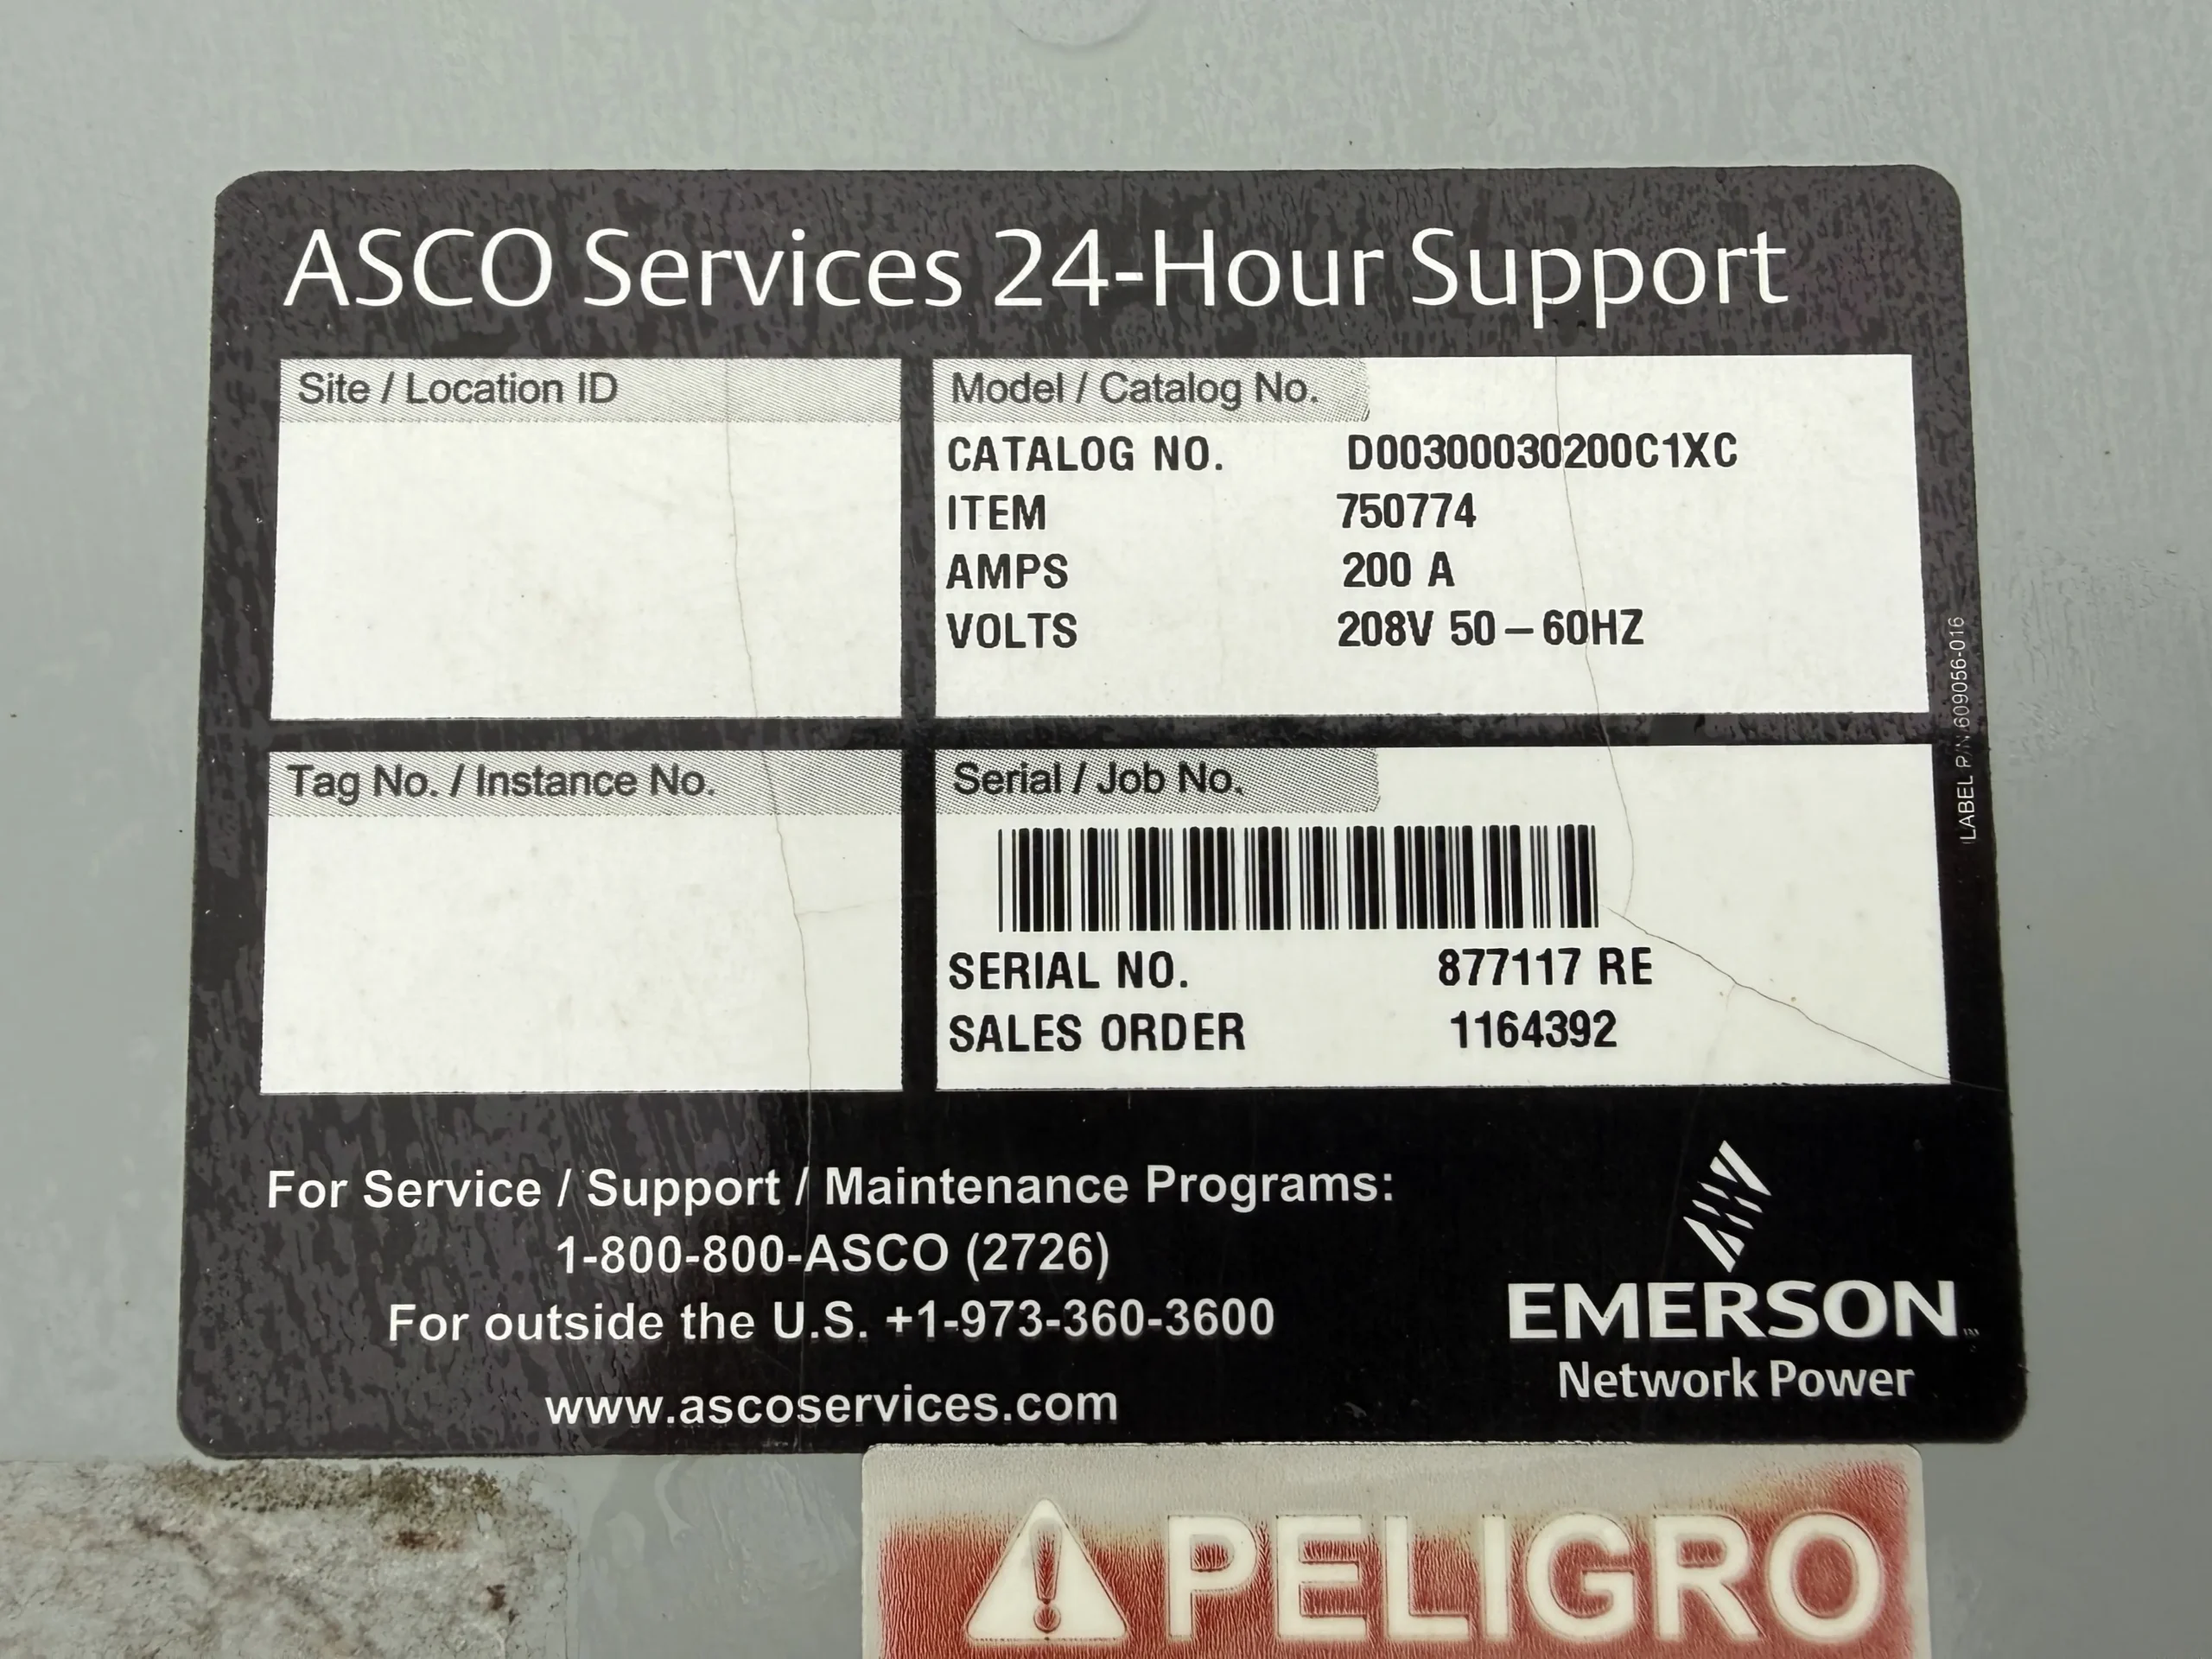 ASCO Services 24-Hour Support
Site / Location ID
Model / Catalog No.
CATALOG NO. D00300030200C1XC
ITEM 750774
AMPS 200 A
VOLTS 208V 50-60HZ
Tag No. / Instance No.
Serial / Job No.
SERIAL NO. 877117 RE
SALES ORDER 1164392
LABEL P/N 609056-016
For Service / Support / Maintenance Programs:
1-800-800-ASCO (2726)
For outside the U.S. +1-973-360-3600
www.ascoservices.com
EMERSON™
Network Power
PELIGRO